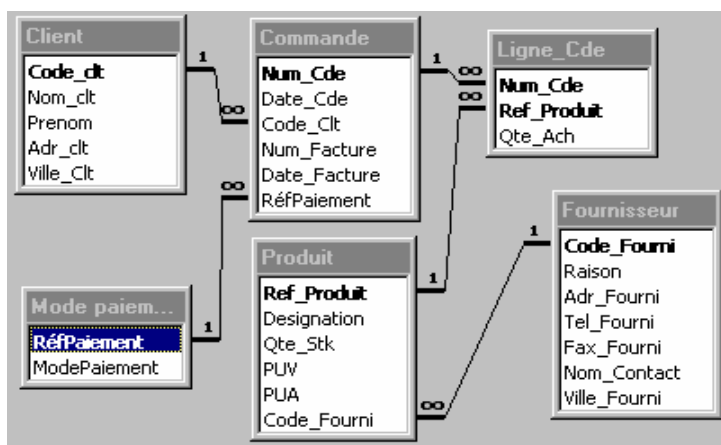 Client
Code_clt
Nom_clt
Prenom
Adr_clt
Ville_Clt
1
∞
Commande
Num_Cde
Date_Cde
Code_Clt
Num_Facture
Date_Facture
RéfPaiement
1
∞
∞
Ligne_Cde
Num_Cde
Ref_Produit
Qte_Ach
∞
1
Mode paiem...
RéfPaiement
ModePaiement
Produit
Ref_Produit
Designation
Qte_Stk
PUV
PUA
Code_Fourni
1
∞
1
Fournisseur
Code_Fourni
Raison
Adr_Fourni
Tel_Fourni
Fax_Fourni
Nom_Contact
Ville_Fourni